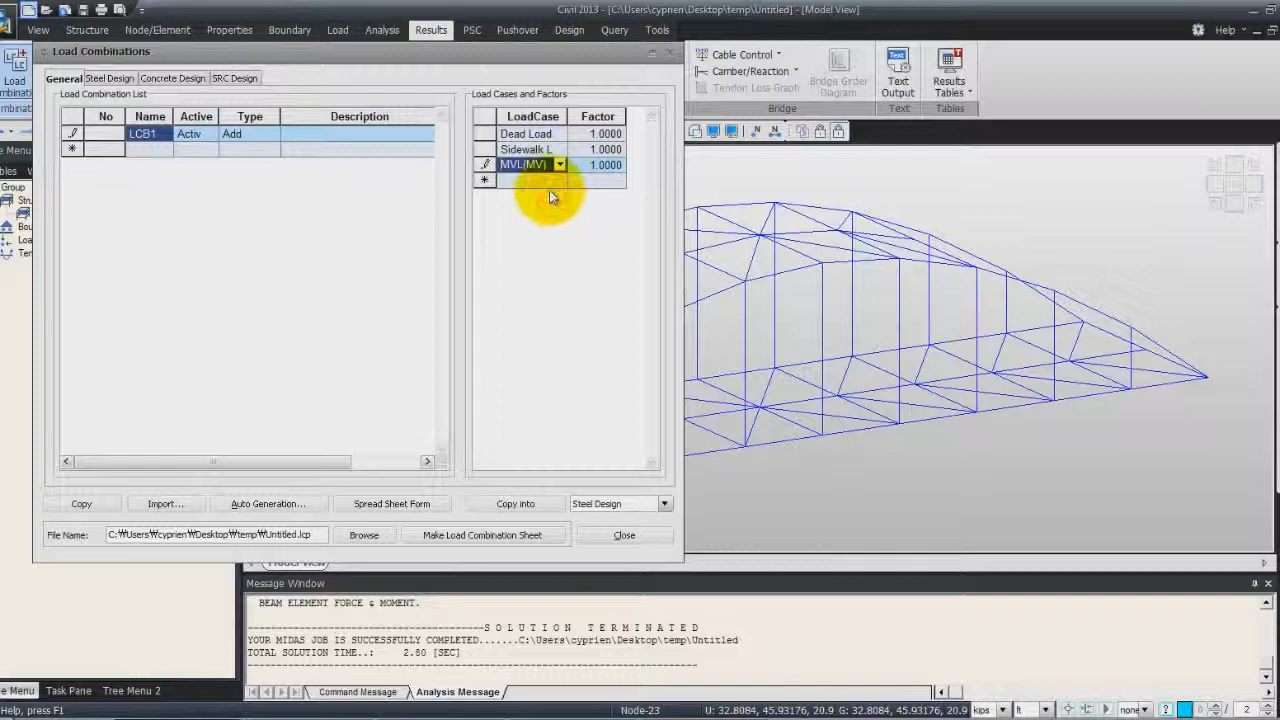 Civil 2013 - [C:\Users\cyprien\Desktop\temp\Untitled] - [Model View]
View Structure Node/Element Properties Boundary Load Analysis Results PSC Pushover Design Query Tools Help
Load Combinations
Load
Cable Control
Camber/Reaction
Tendon Loss Graph
Bridge Girder
Diagram
Text
Output
Results
Tables
Bridge Text Tables
General Steel Design Concrete Design SRC Design
Load Combination List
No Name Active Type Description
LCB1 Activ Add
Load Cases and Factors
LoadCase Factor
Dead Load 1.0000
Sidewalk L 1.0000
MVL(MV) 1.0000
Group
Copy Import... Auto Generation... Spread Sheet Form Copy into Steel Design
File Name: C:₩Users₩cyprien₩Desktop₩temp₩Untitled.lcp Browse Make Load Combination Sheet Close
Message Window
BEAM ELEMENT FORCE & MOMENT.
--------------------------------------------S O L U T I O N   T E R M I N A T E D
YOUR MIDAS JOB IS SUCCESSFULLY COMPLETED.......C:\Users\cyprien\Desktop\temp\Untitled
TOTAL SOLUTION TIME..: 2.80 [SEC]
Command Message Analysis Message
Menu Task Pane Tree Menu 2
Help, press F1 Node-23 U: 32.8084, 45.93176, 20.9 G: 32.8084, 45.93176, 20.9 kips ft none 2